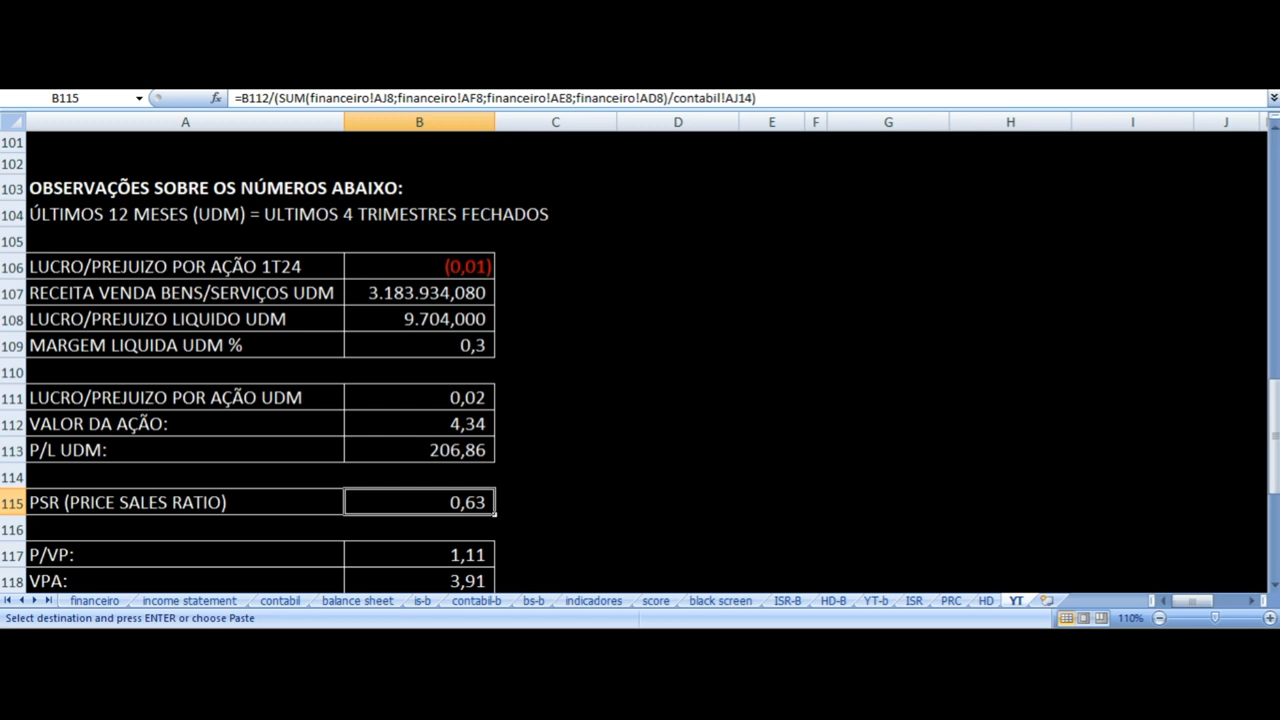 B115 fx =B112/(SUM(financeiro!AJ8;financeiro!AF8;financeiro!AE8;financeiro!AD8)/contabil!AJ14)
A B C D E F G H I J
101
102
103 OBSERVAÇÕES SOBRE OS NÚMEROS ABAIXO:
104 ÚLTIMOS 12 MESES (UDM) = ULTIMOS 4 TRIMESTRES FECHADOS
105
106 LUCRO/PREJUIZO POR AÇÃO 1T24 (0,01)
107 RECEITA VENDA BENS/SERVIÇOS UDM 3.183.934,080
108 LUCRO/PREJUIZO LIQUIDO UDM 9.704,000
109 MARGEM LIQUIDA UDM % 0,3
110
111 LUCRO/PREJUIZO POR AÇÃO UDM 0,02
112 VALOR DA AÇÃO: 4,34
113 P/L UDM: 206,86
114
115 PSR (PRICE SALES RATIO) 0,63
116
117 P/VP: 1,11
118 VPA: 3,91
financeiro income statement contabil balance sheet is-b contabil-b bs-b indicadores score black screen ISR-B HD-B YT-b ISR PRC HD YT
Select destination and press ENTER or choose Paste 110%